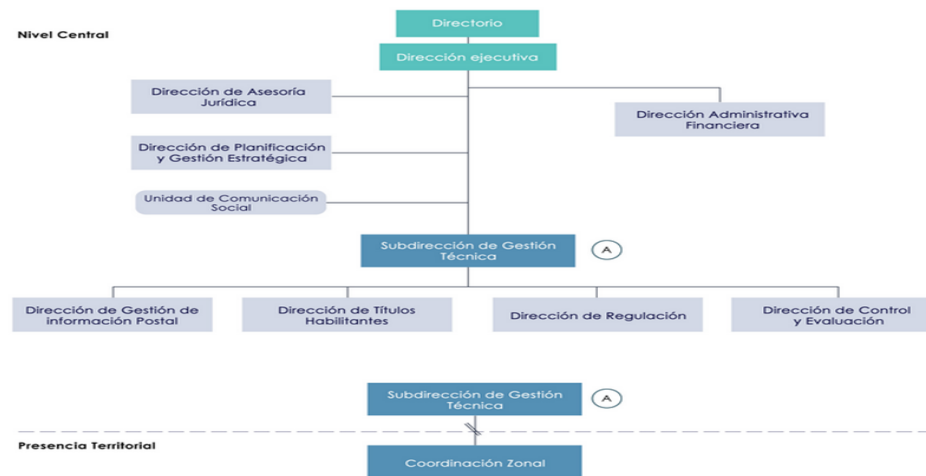 Directorio
Nivel Central
Dirección ejecutiva
Dirección de Asesoría
Jurídica
Dirección Administrativa
Financiera
Dirección de Planificación
y Gestión Estratégica
Unidad de Comunicación
Social
Subdirección de Gestión
Técnica
A
Dirección de Gestión de
información Postal
Dirección de Títulos
Habilitantes
Dirección de Regulación
Dirección de Control
y Evaluación
Subdirección de Gestión
Técnica
A
Presencia Territorial
Coordinación Zonal